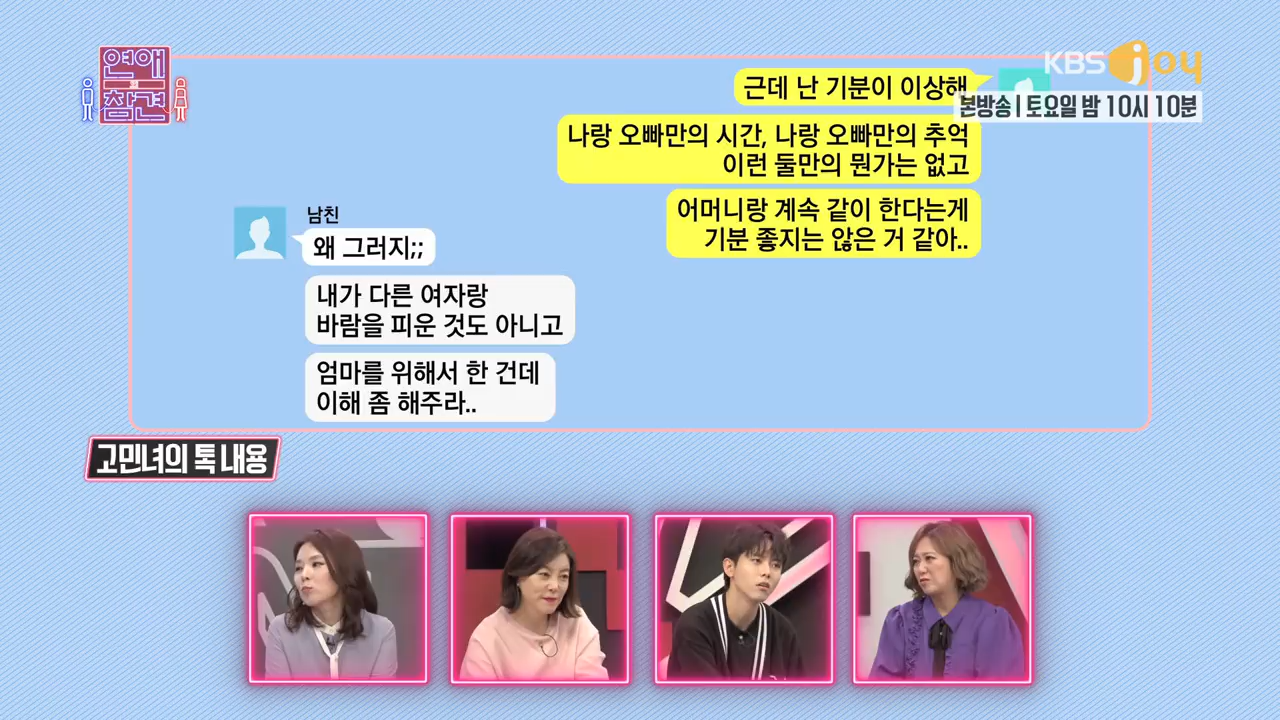 연애
의
참견
KBS joy
본방송 | 토요일 밤 10시 10분
근데 난 기분이 이상해
나랑 오빠만의 시간, 나랑 오빠만의 추억
이런 둘만의 뭔가는 없고
어머니랑 계속 같이 한다는게
기분 좋지는 않은 거 같아..
남친
왜 그러지;;
내가 다른 여자랑
바람을 피운 것도 아니고
엄마를 위해서 한 건데
이해 좀 해주라..
고민녀의 톡 내용